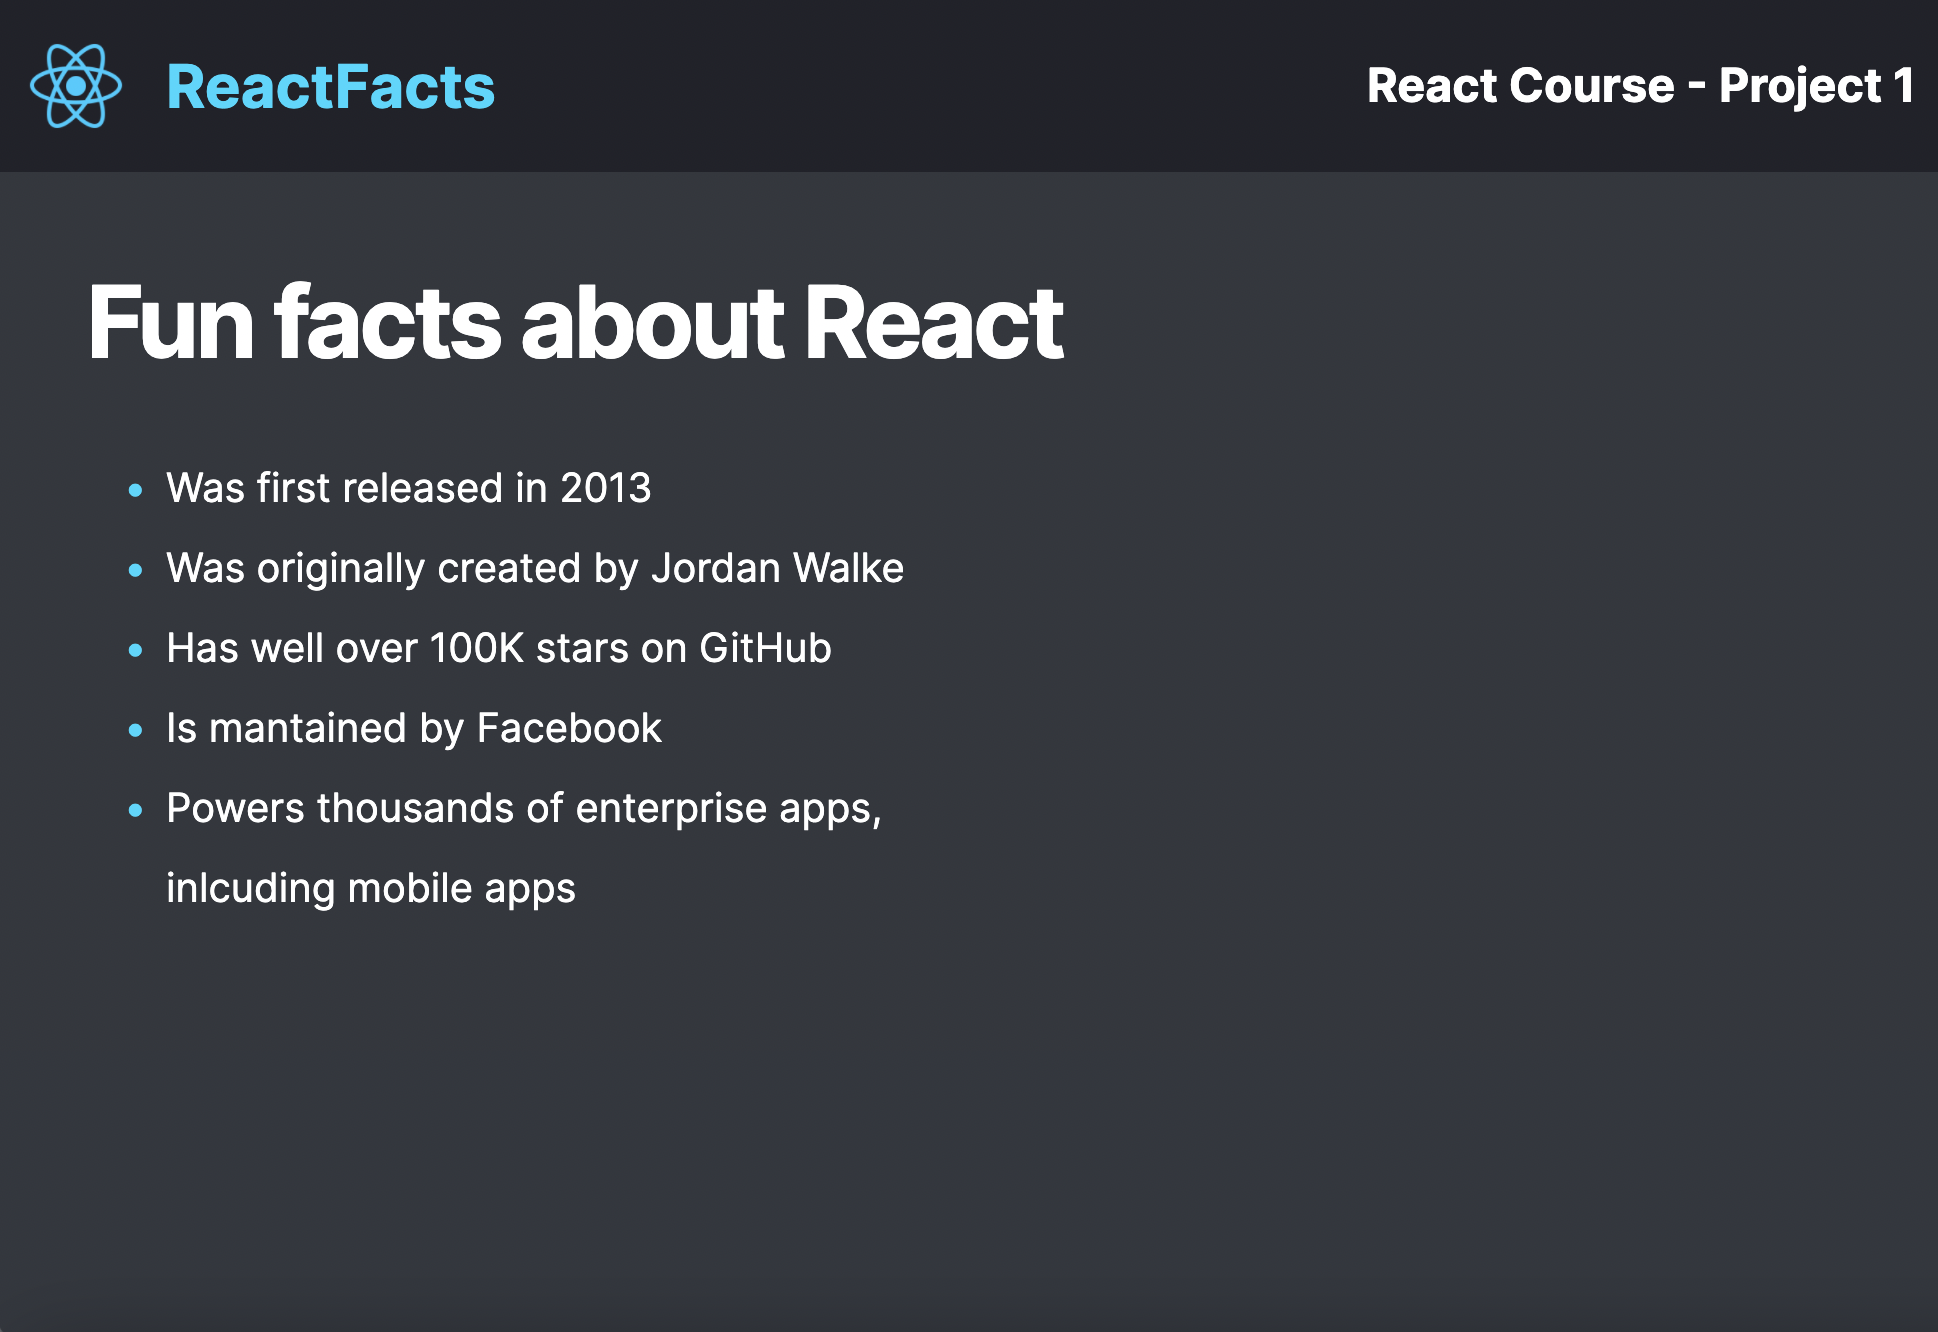 ReactFacts
React Course - Project 1
Fun facts about React
Was first released in 2013
Was originally created by Jordan Walke
Has well over 100K stars on GitHub
Is mantained by Facebook
Powers thousands of enterprise apps,
inlcuding mobile apps